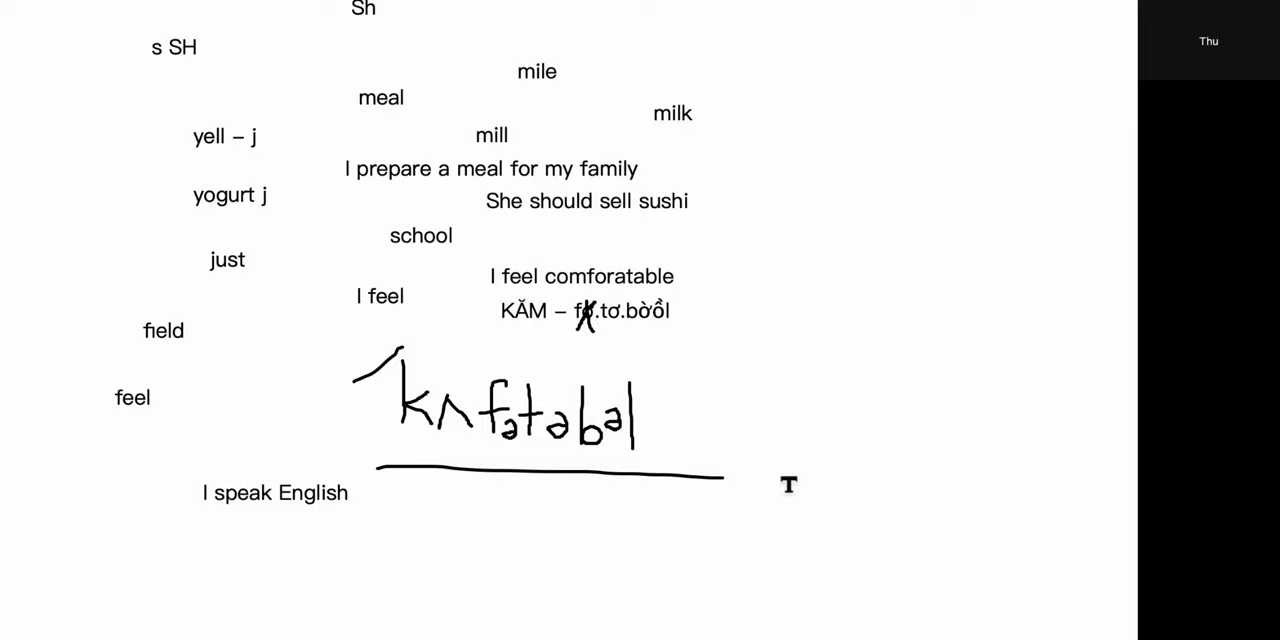 Sh
Thu
s SH
mile
meal
milk
mill
yell – j
I prepare a meal for my family
yogurt j
She should sell sushi
school
just
I feel comforatable
I feel
KĂM – fơ.tơ.bờồl
field
kʌfətəbəl
feel
I speak English